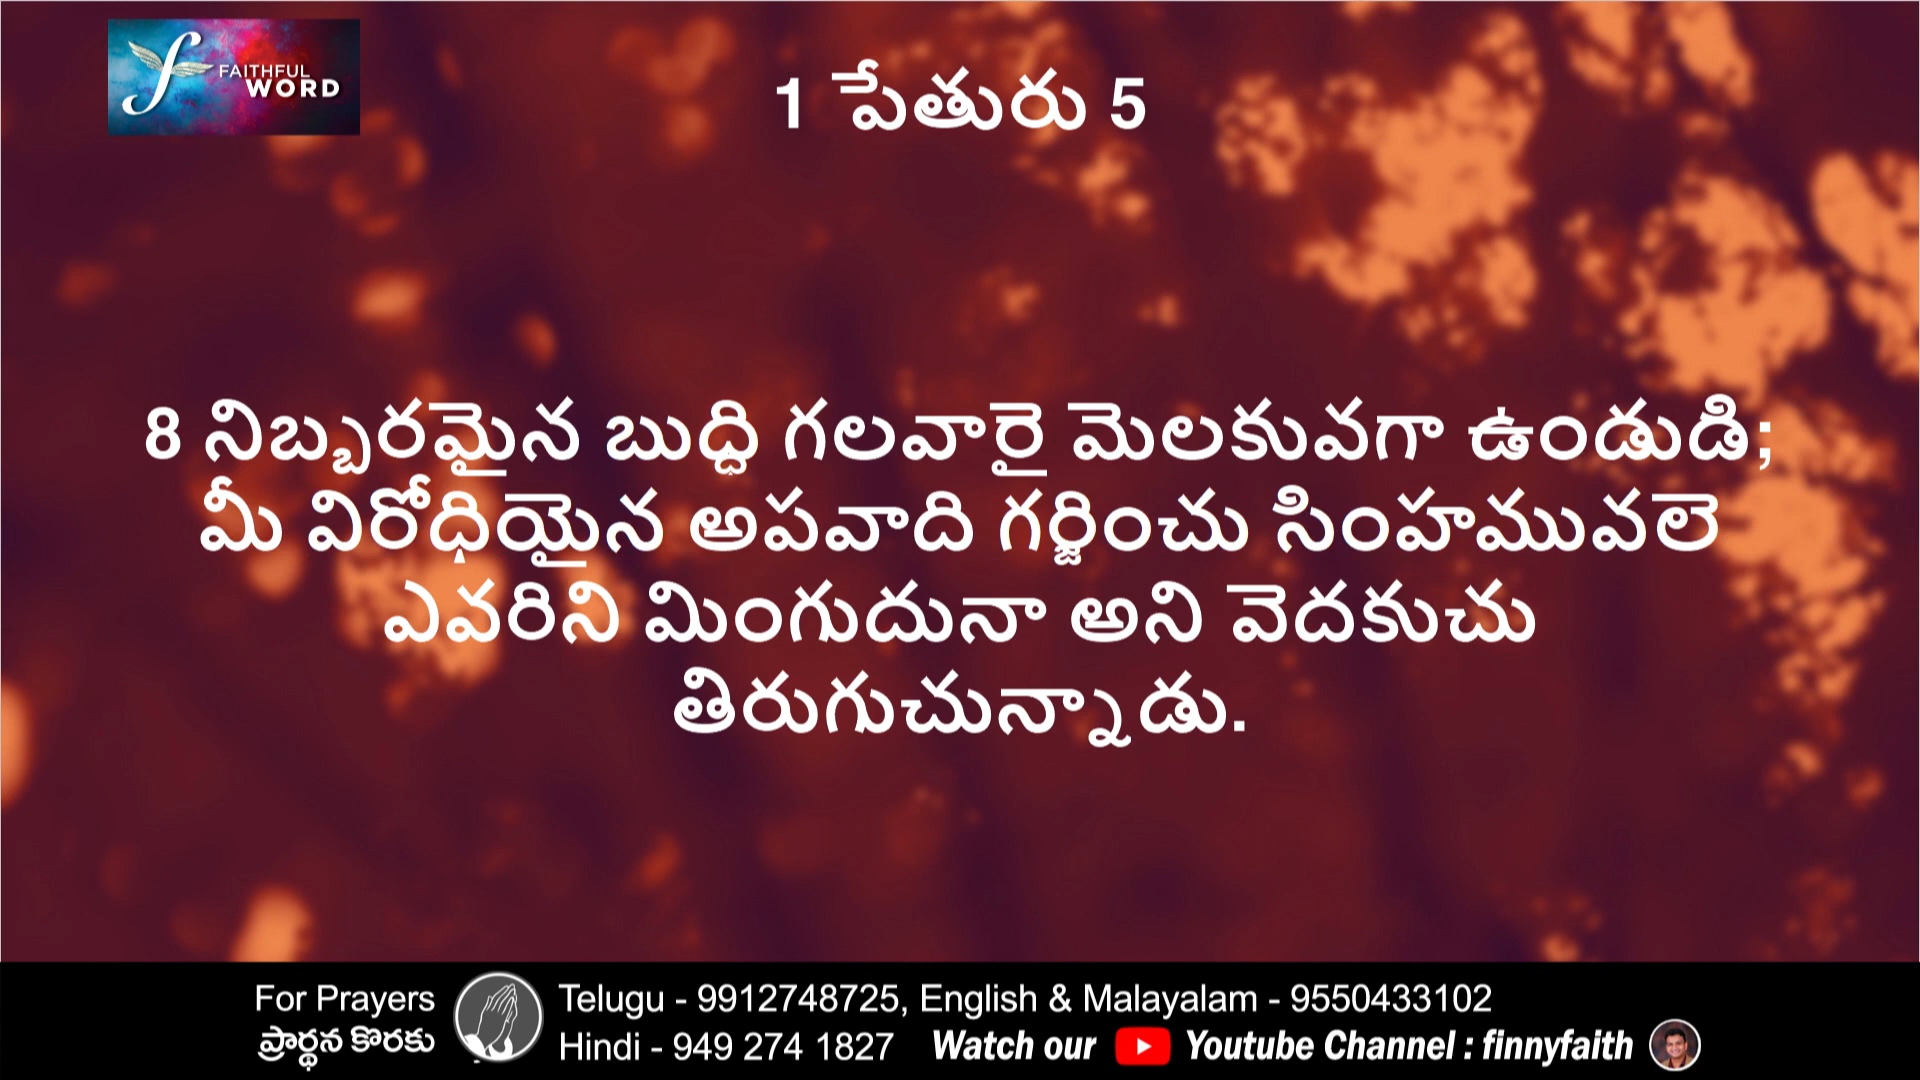 FAITHFUL
WORD
1 పేతురు 5
8 నిబ్బరమైన బుద్ధి గలవారై మెలకువగా ఉండుడి;
మీ విరోధియైన అపవాది గర్జించు సింహమువలె
ఎవరిని మింగుదునా అని వెదకుచు
తిరుగుచున్నాడు.
For Prayers
ప్రార్థన కొరకు
Telugu - 9912748725, English & Malayalam - 9550433102
Hindi - 949 274 1827 Watch our Youtube Channel : finnyfaith